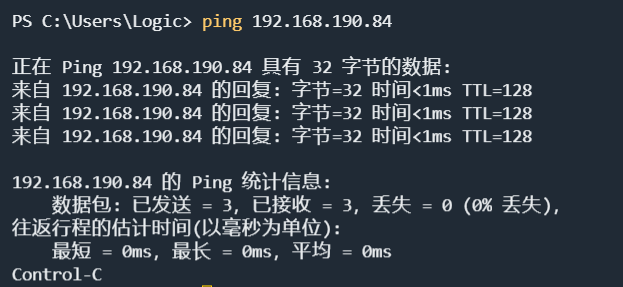 PS C:\Users\Logic> ping 192.168.190.84
正在 Ping 192.168.190.84 具有 32 字节的数据:
来自 192.168.190.84 的回复: 字节=32 时间<1ms TTL=128
来自 192.168.190.84 的回复: 字节=32 时间<1ms TTL=128
来自 192.168.190.84 的回复: 字节=32 时间<1ms TTL=128
192.168.190.84 的 Ping 统计信息:
数据包: 已发送 = 3, 已接收 = 3, 丢失 = 0 (0% 丢失),
往返行程的估计时间(以毫秒为单位):
最短 = 0ms, 最长 = 0ms, 平均 = 0ms
Control-C